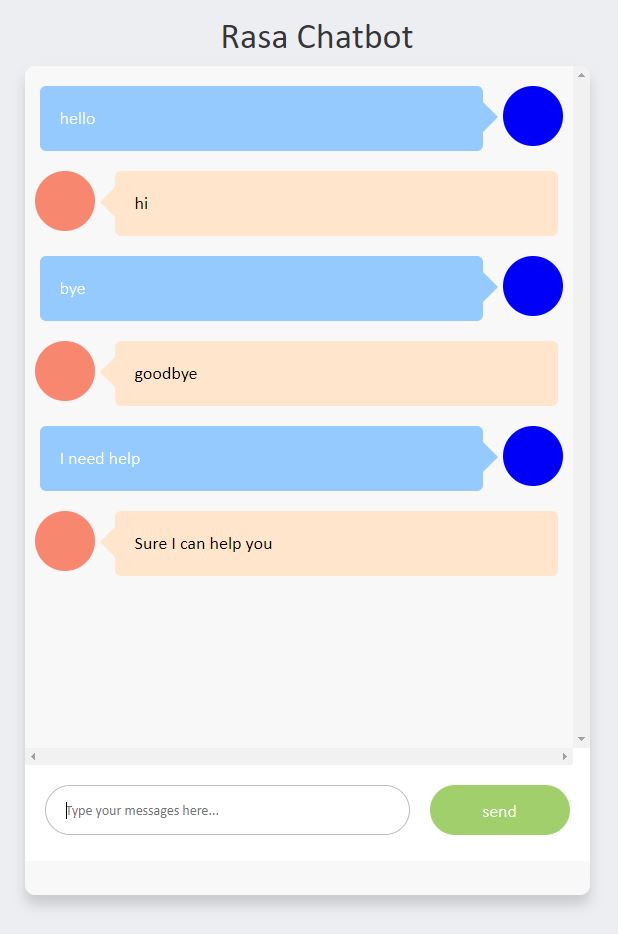 Rasa Chatbot
hello
hi
bye
goodbye
I need help
Sure I can help you
Type your messages here...
send